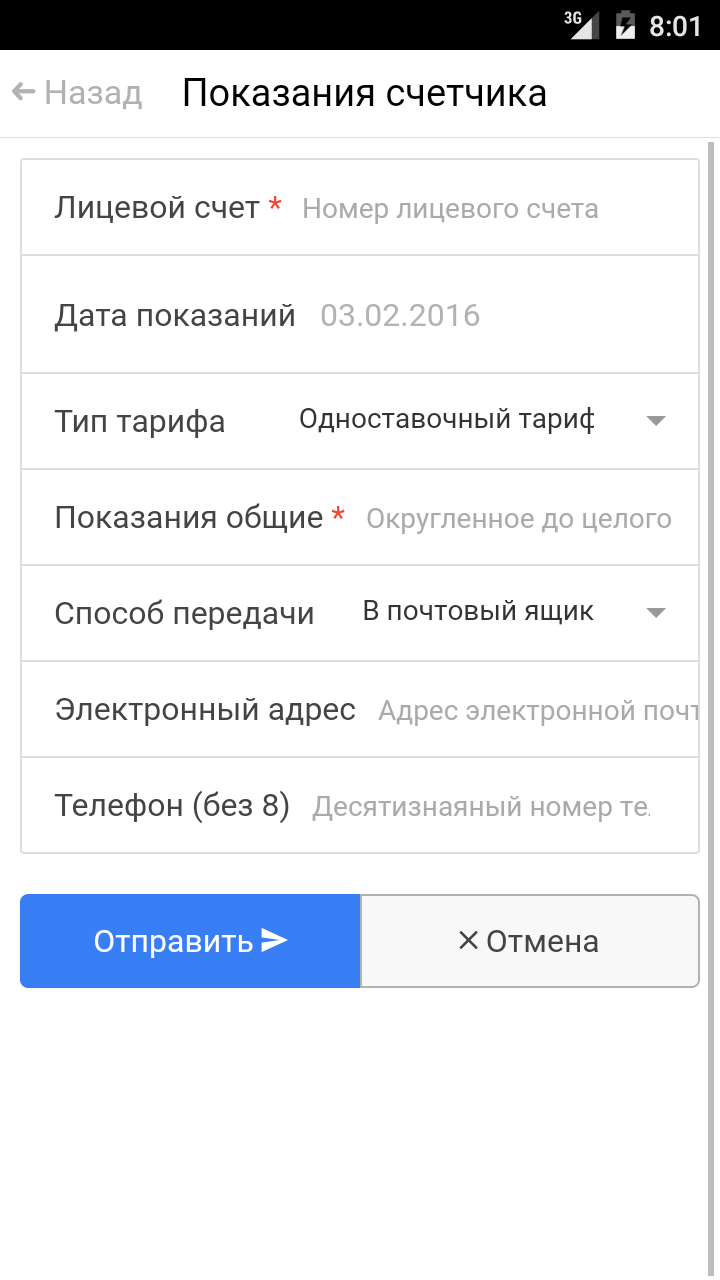 3G 8:01
Назад Показания счетчика
Лицевой счет * Номер лицевого счета
Дата показаний 03.02.2016
Тип тарифа Одноставочный тариф
Показания общие * Округленное до целого
Способ передачи В почтовый ящик
Электронный адрес Адрес электронной почт
Телефон (без 8) Десятизнаяный номер те.
Отправить Отмена